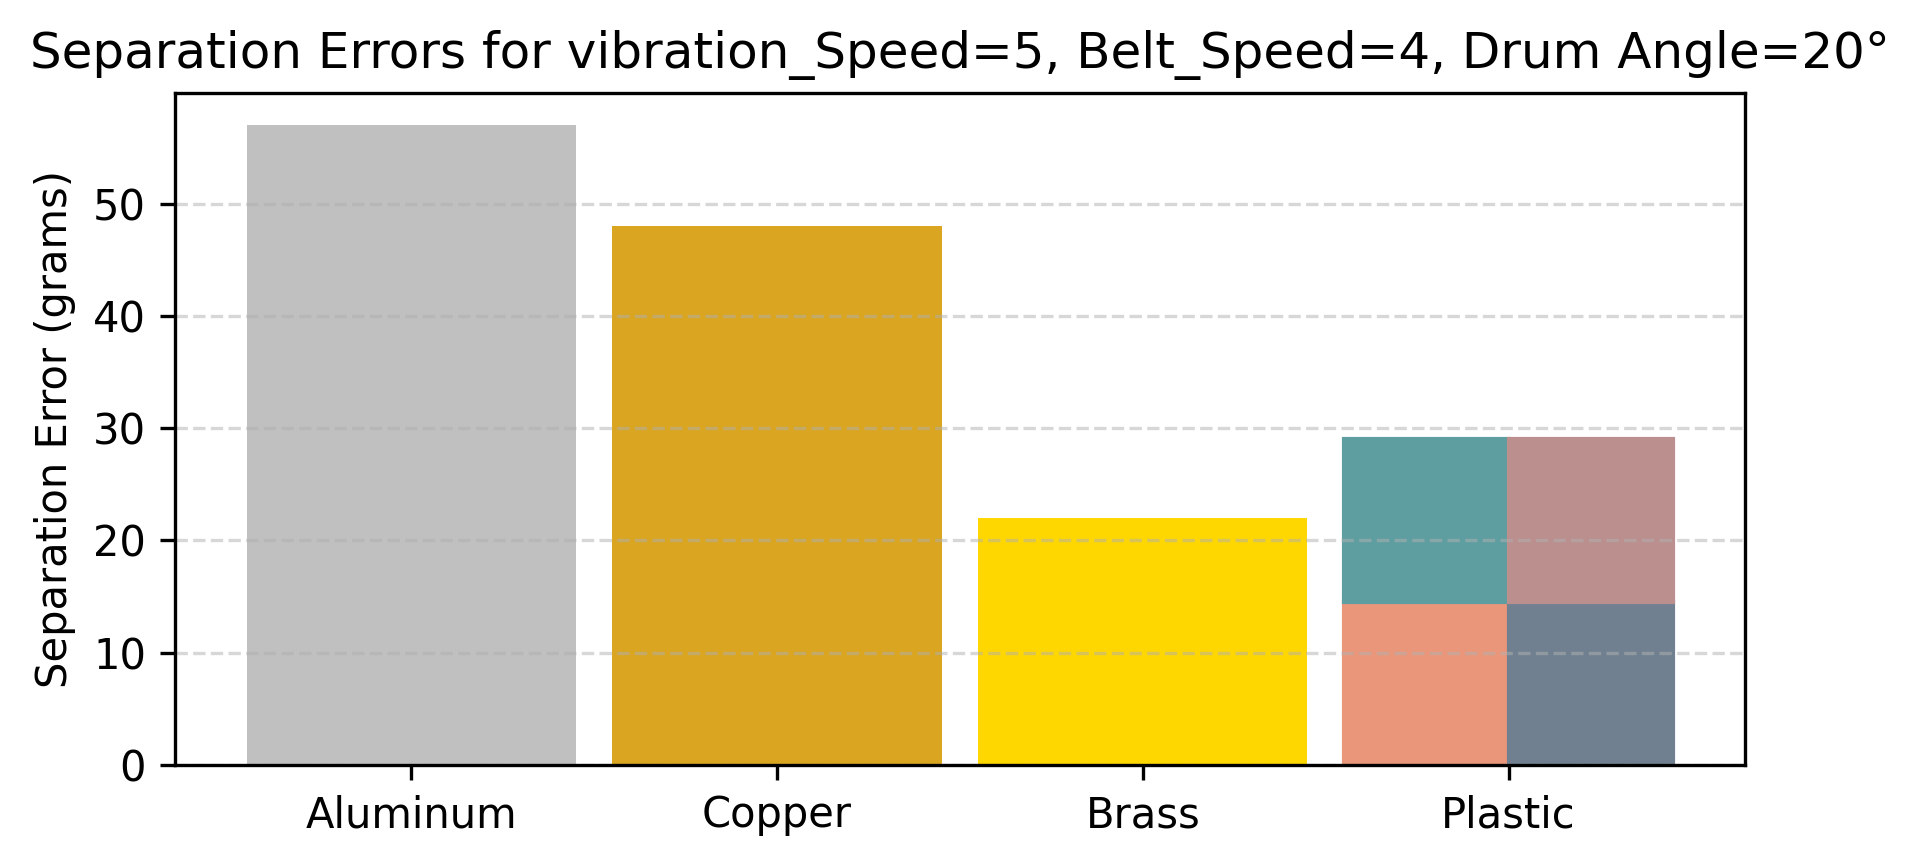 Separation Errors for vibration_Speed=5, Belt_Speed=4, Drum Angle=20°
Separation Error (grams)
50
40
30
20
10
0
Aluminum Copper Brass Plastic